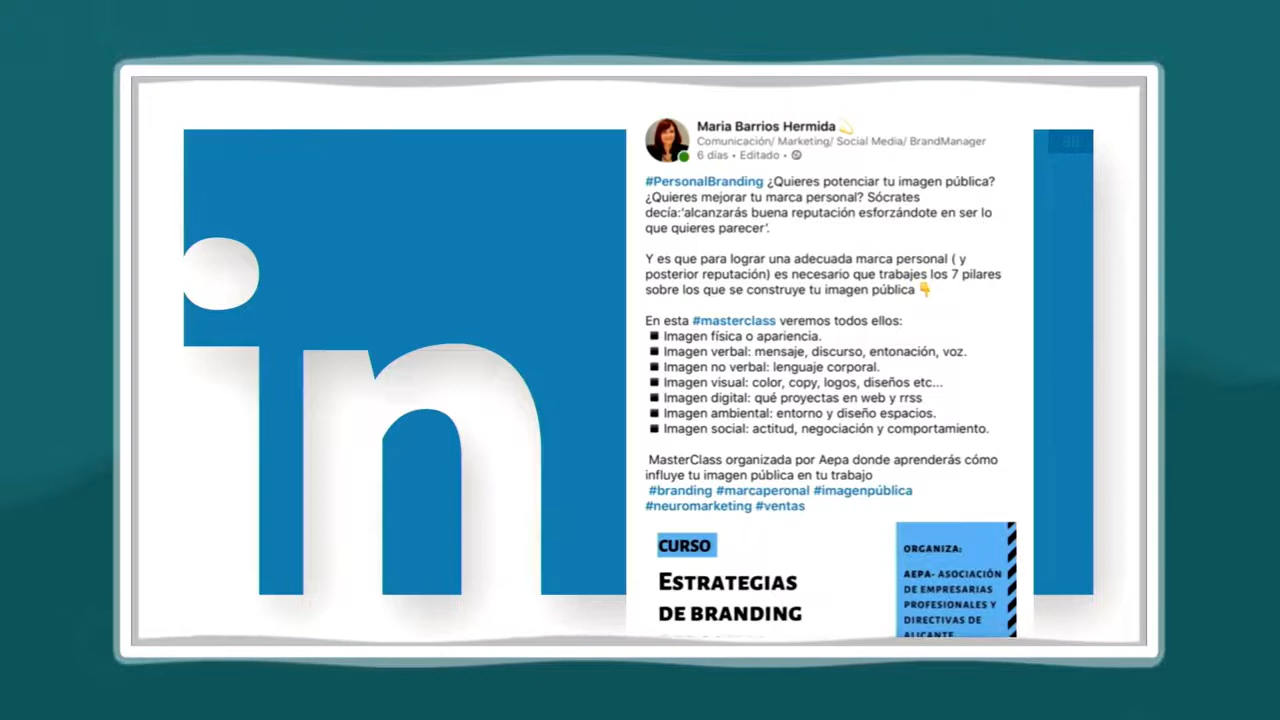 in
Maria Barrios Hermida 💫
Comunicación/ Marketing/ Social Media/ BrandManager
6 días • Editado •
#PersonalBranding ¿Quieres potenciar tu imagen pública?
¿Quieres mejorar tu marca personal? Sócrates
decía:'alcanzarás buena reputación esforzándote en ser lo
que quieres parecer'.
Y es que para lograr una adecuada marca personal ( y
posterior reputación) es necesario que trabajes los 7 pilares
sobre los que se construye tu imagen pública 👇
En esta #masterclass veremos todos ellos:
◾ Imagen física o apariencia.
◾ Imagen verbal: mensaje, discurso, entonación, voz.
◾ Imagen no verbal: lenguaje corporal.
◾ Imagen visual: color, copy, logos, diseños etc...
◾ Imagen digital: qué proyectas en web y rrss
◾ Imagen ambiental: entorno y diseño espacios.
◾ Imagen social: actitud, negociación y comportamiento.
MasterClass organizada por Aepa donde aprenderás cómo
influye tu imagen pública en tu trabajo
#branding #marcaperonal #imagenpública
#neuromarketing #ventas
CURSO
ESTRATEGIAS
DE BRANDING
ORGANIZA:
AEPA- ASOCIACIÓN
DE EMPRESARIAS
PROFESIONALES Y
DIRECTIVAS DE
ALICANTE